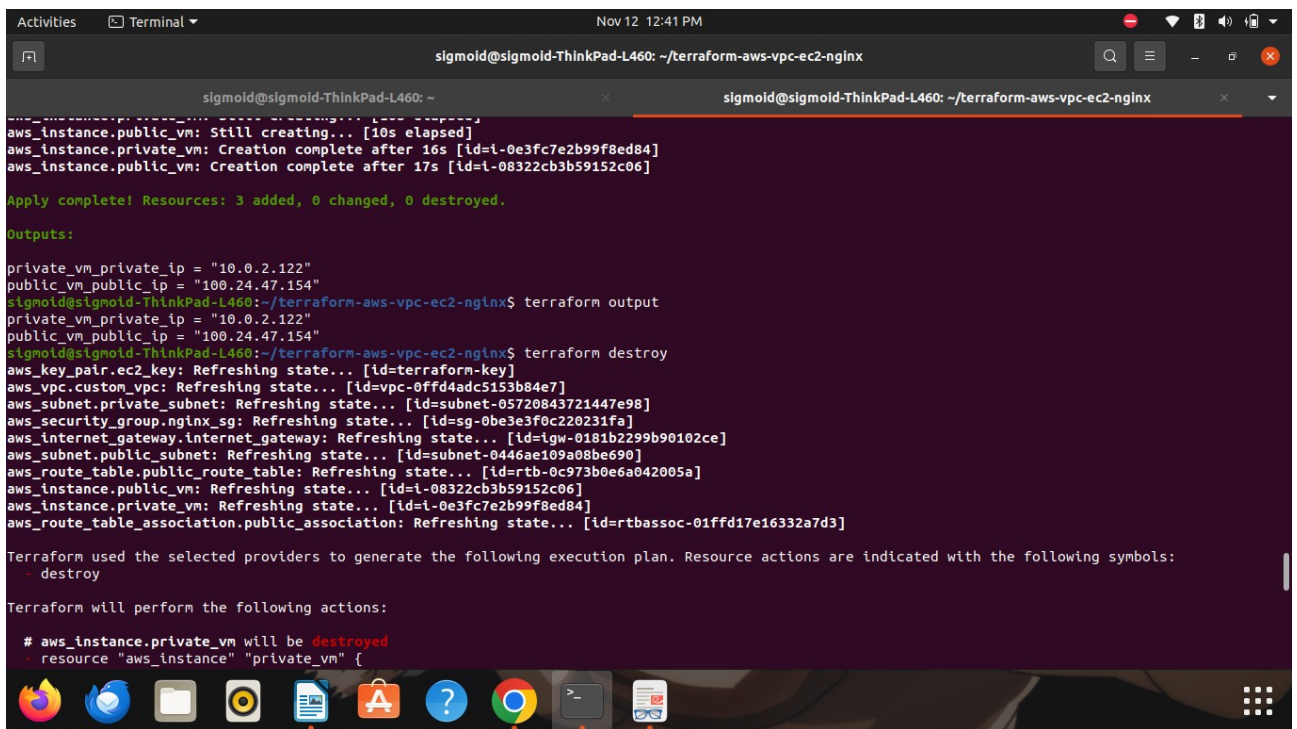 Activities
Terminal
Nov 12 12:41 PM
sigmoid@sigmoid-ThinkPad-L460: ~/terraform-aws-vpc-ec2-nginx
sigmoid@sigmoid-ThinkPad-L460: ~
sigmoid@sigmoid-ThinkPad-L460: ~/terraform-aws-vpc-ec2-nginx
aws_instance.public_vm: Still creating... [10s elapsed]
aws_instance.private_vm: Creation complete after 16s [id=i-0e3fc7e2b99f8ed84]
aws_instance.public_vm: Creation complete after 17s [id=i-08322cb3b59152c06]
Apply complete! Resources: 3 added, 0 changed, 0 destroyed.
Outputs:
private_vm_private_ip = "10.0.2.122"
public_vm_public_ip = "100.24.47.154"
sigmoid@sigmoid-ThinkPad-L460:~/terraform-aws-vpc-ec2-nginx$ terraform output
private_vm_private_ip = "10.0.2.122"
public_vm_public_ip = "100.24.47.154"
sigmoid@sigmoid-ThinkPad-L460:~/terraform-aws-vpc-ec2-nginx$ terraform destroy
aws_key_pair.ec2_key: Refreshing state... [id=terraform-key]
aws_vpc.custom_vpc: Refreshing state... [id=vpc-0ffd4adc5153b84e7]
aws_subnet.private_subnet: Refreshing state... [id=subnet-05720843721447e98]
aws_security_group.nginx_sg: Refreshing state... [id=sg-0be3e3f0c220231fa]
aws_internet_gateway.internet_gateway: Refreshing state... [id=igw-0181b2299b90102ce]
aws_subnet.public_subnet: Refreshing state... [id=subnet-0446ae109a08be690]
aws_route_table.public_route_table: Refreshing state... [id=rtb-0c973b0e6a042005a]
aws_instance.public_vm: Refreshing state... [id=i-08322cb3b59152c06]
aws_instance.private_vm: Refreshing state... [id=i-0e3fc7e2b99f8ed84]
aws_route_table_association.public_association: Refreshing state... [id=rtbassoc-01ffd17e16332a7d3]
Terraform used the selected providers to generate the following execution plan. Resource actions are indicated with the following symbols:
- destroy
Terraform will perform the following actions:
# aws_instance.private_vm will be destroyed
- resource "aws_instance" "private_vm" {